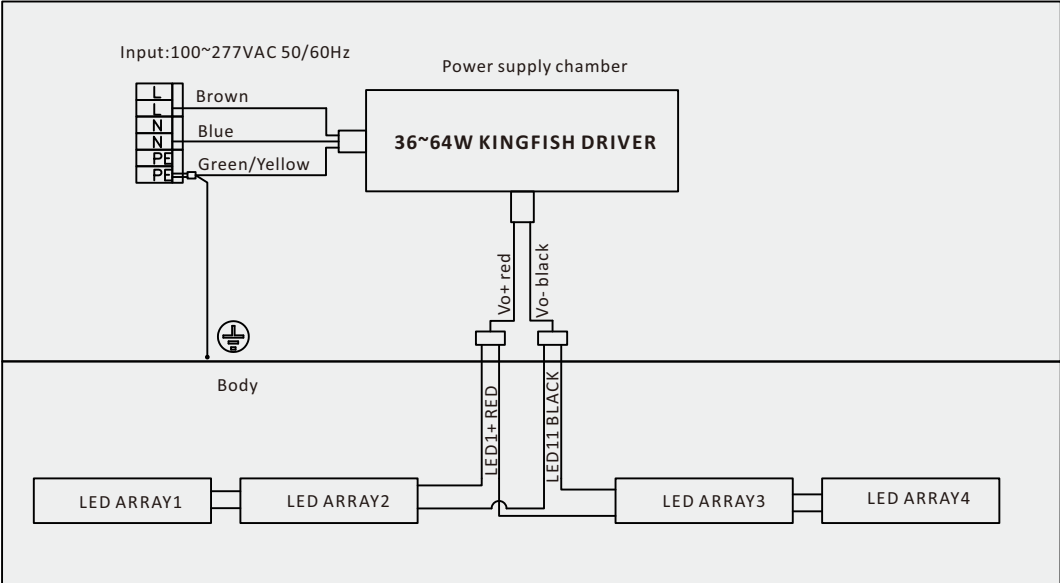 Input:100~277VAC 50/60Hz
Power supply chamber
L
L
N
N
PE
PE
Brown
Blue
Green/Yellow
36~64W KINGFISH DRIVER
Vo+ red
Vo- black
Body
LED1+ RED
LED11 BLACK
LED ARRAY1
LED ARRAY2
LED ARRAY3
LED ARRAY4